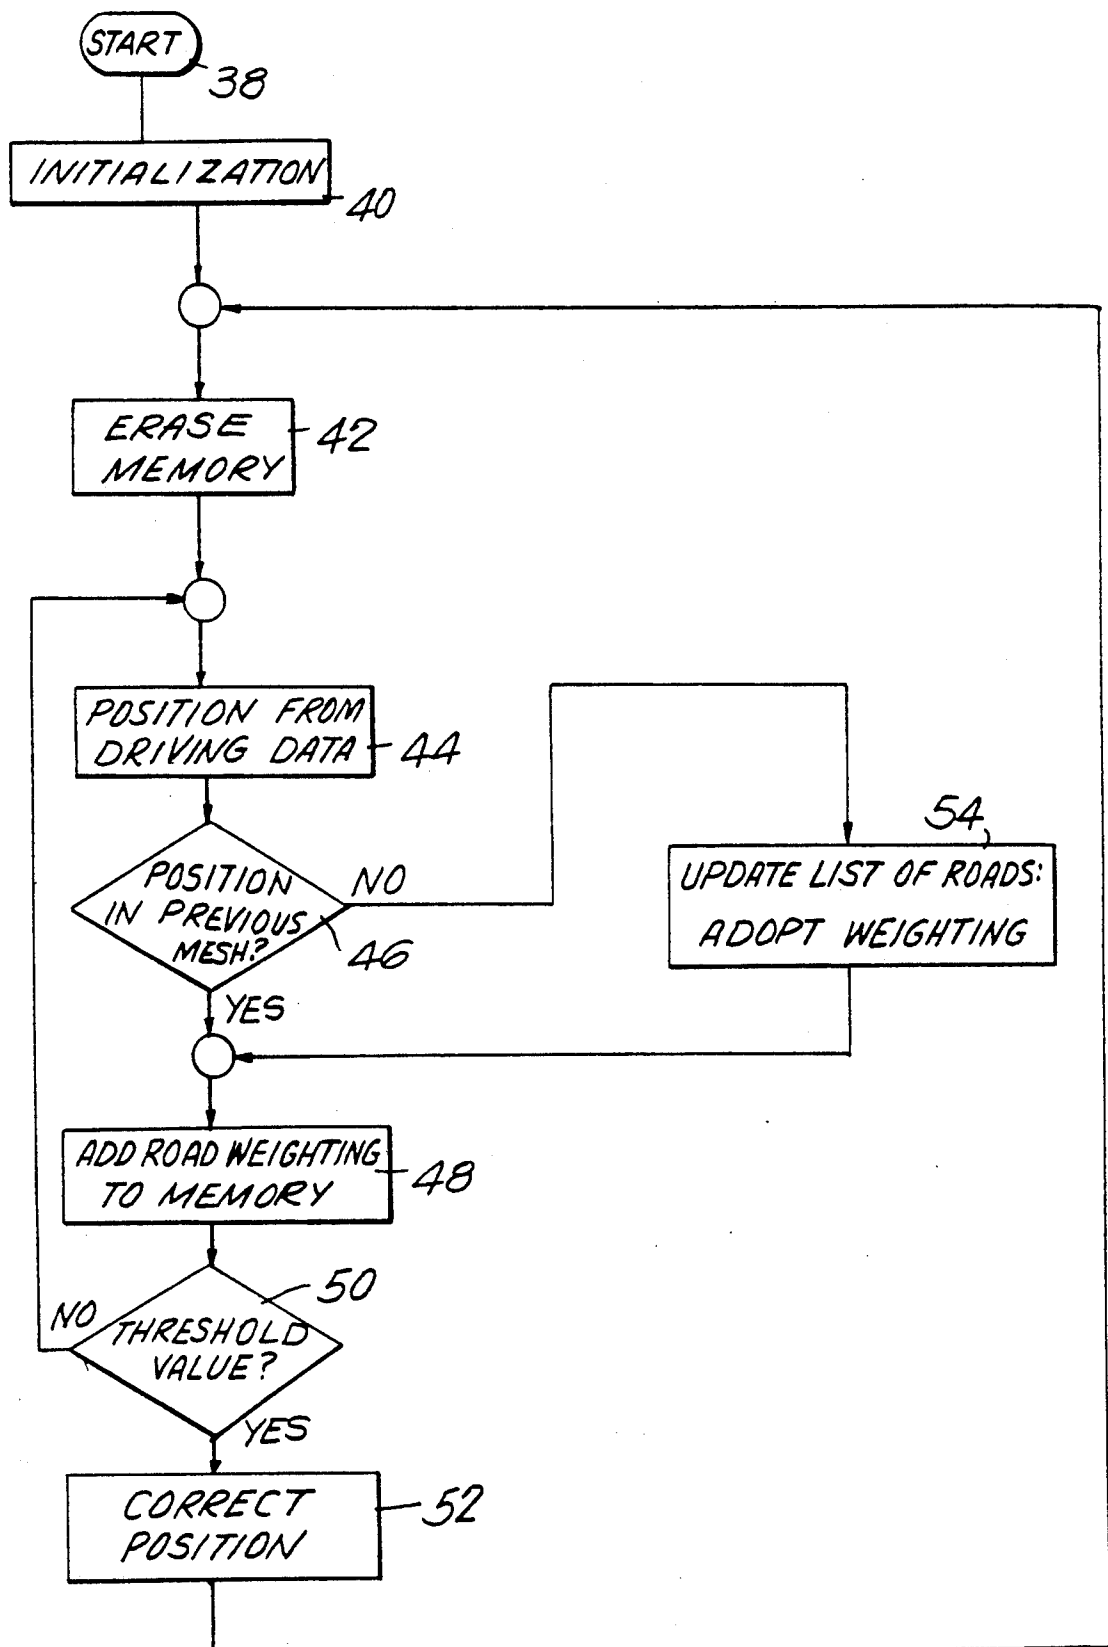 START
38
INITIALIZATION
40
ERASE
MEMORY
42
POSITION FROM
DRIVING DATA
44
POSITION
IN PREVIOUS
MESH?
46
NO
YES
54
UPDATE LIST OF ROADS:
ADOPT WEIGHTING
ADD ROAD WEIGHTING
TO MEMORY
48
50
THRESHOLD
VALUE?
NO
YES
CORRECT
POSITION
52